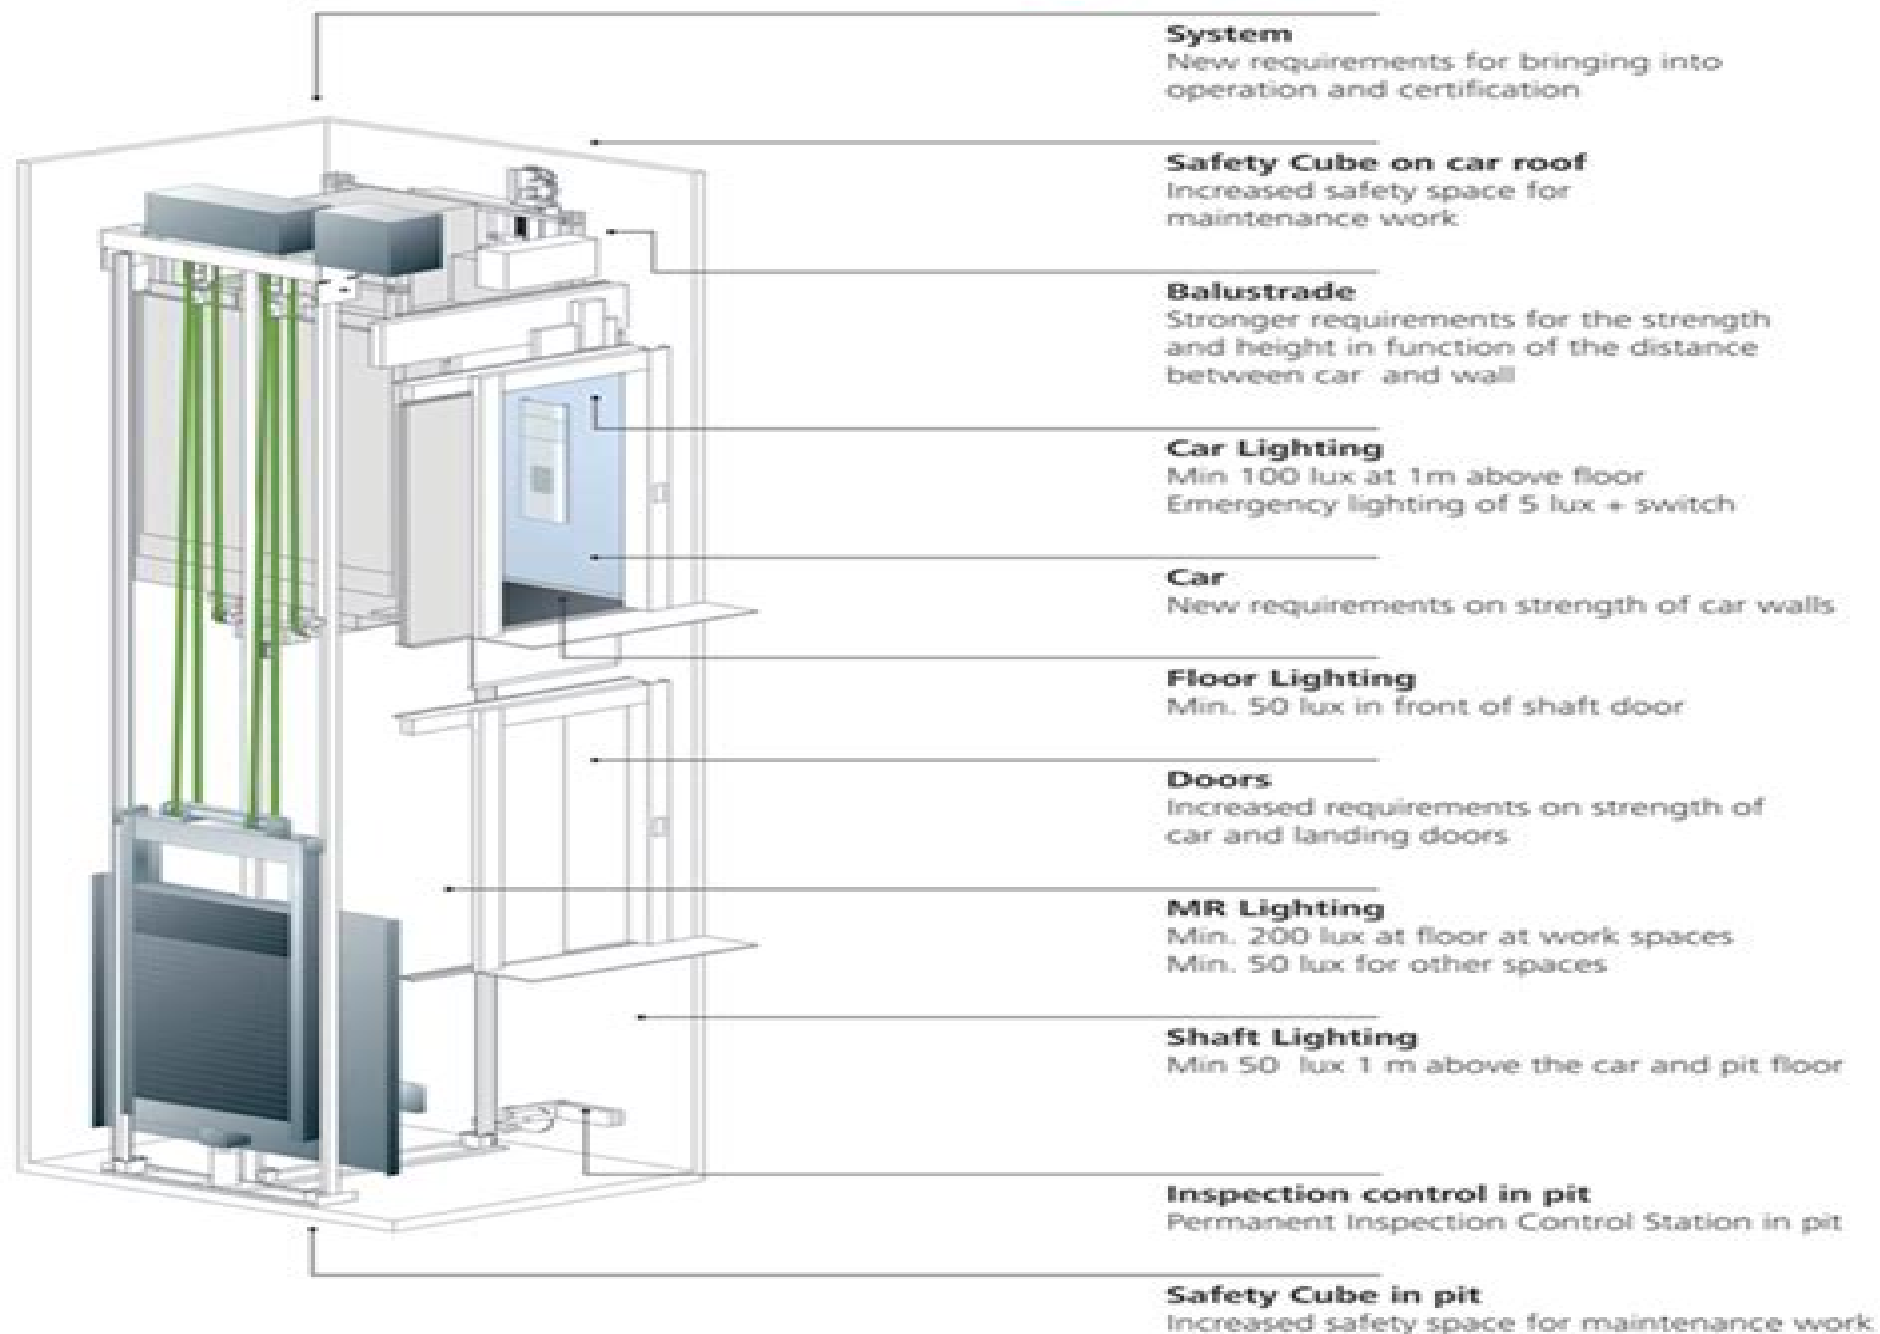 System
New requirements for bringing into
operation and certification
Safety Cube on car roof
Increased safety space for
maintenance work
Balustrade
Stronger requirements for the strength
and height in function of the distance
between car and wall
Car Lighting
Min 100 lux at 1m above floor
Emergency lighting of 5 lux + switch
Car
New requirements on strength of car walls
Floor Lighting
Min. 50 lux in front of shaft door
Doors
Increased requirements on strength of
car and landing doors
MR Lighting
Min. 200 lux at floor at work spaces
Min. 50 lux for other spaces
Shaft Lighting
Min 50 lux 1 m above the car and pit floor
Inspection control in pit
Permanent Inspection Control Station in pit
Safety Cube in pit
Increased safety space for maintenance work